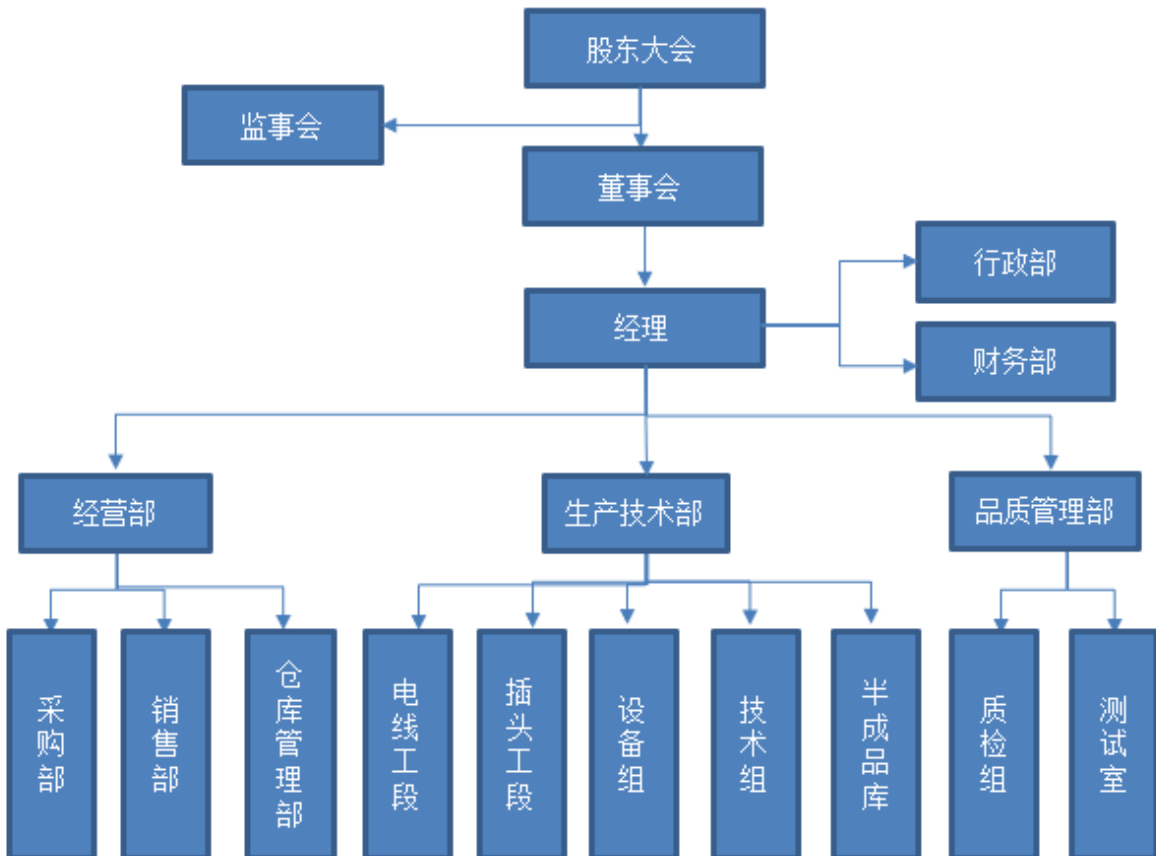 股东大会
监事会
董事会
行政部
经理
财务部
经营部
生产技术部
品质管理部
采购部
销售部
仓库管理部
电线工段
插头工段
设备组
技术组
半成品库
质检组
测试室